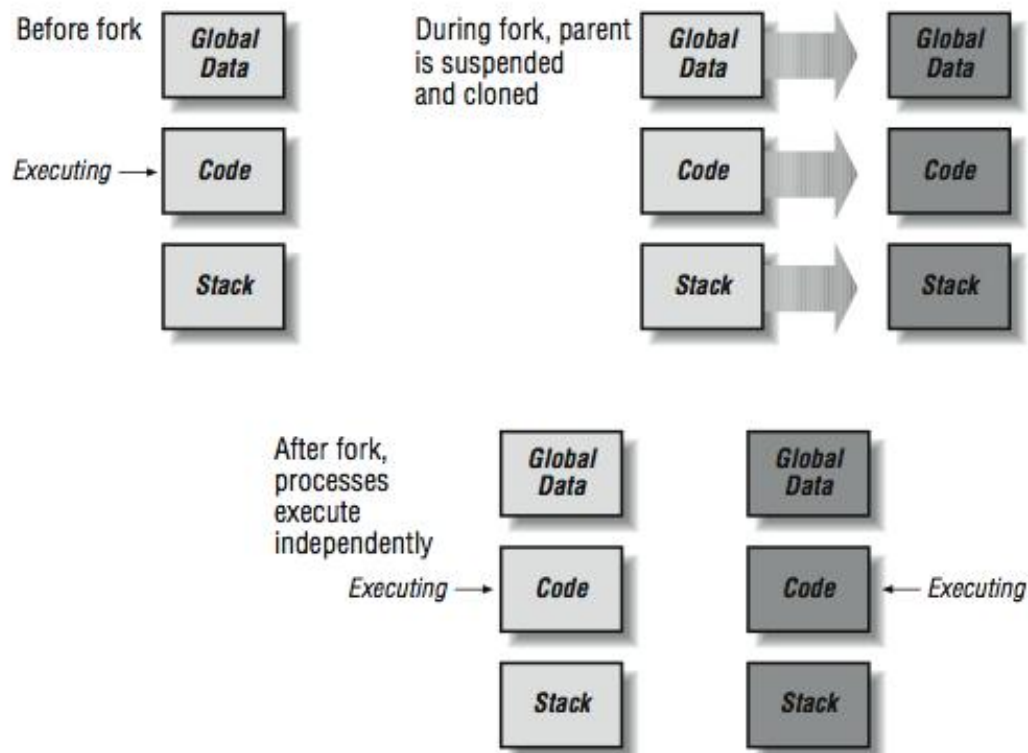 Before fork
Global
Data
Executing
Code
Stack
During fork, parent
is suspended
and cloned
Global
Data
Global
Data
Code
Code
Stack
Stack
After fork,
processes
execute
independently
Global
Data
Global
Data
Executing
Code
Code
Executing
Stack
Stack